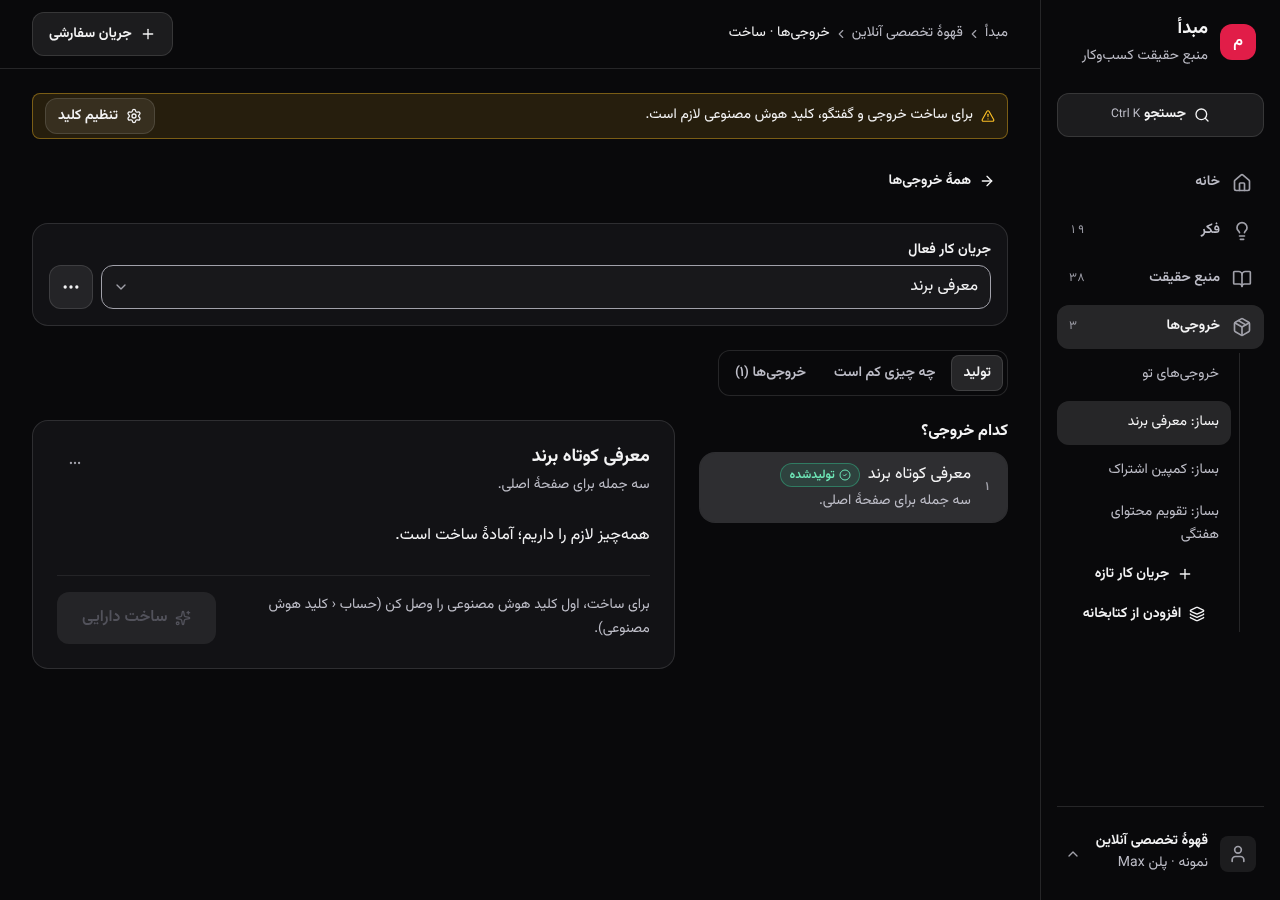 م
مبدأ
منبع حقیقت کسب‌وکار
جستجو Ctrl K
خانه
فکر ۱۹
منبع حقیقت ۳۸
خروجی‌ها ۳
خروجی‌های تو
بساز: معرفی برند
بساز: کمپین اشتراک
بساز: تقویم محتوای
هفتگی
جریان کار تازه
افزودن از کتابخانه
قهوهٔ تخصصی آنلاین
نمونه · پلن Max
مبدأ › قهوهٔ تخصصی آنلاین › خروجی‌ها · ساخت
جریان سفارشی
برای ساخت خروجی و گفتگو، کلید هوش مصنوعی لازم است.
تنظیم کلید
همهٔ خروجی‌ها
جریان کار فعال
معرفی برند
تولید
چه چیزی کم است
خروجی‌ها (۱)
کدام خروجی؟
۱
معرفی کوتاه برند تولیدشده
سه جمله برای صفحهٔ اصلی.
معرفی کوتاه برند
سه جمله برای صفحهٔ اصلی.
همه‌چیز لازم را داریم؛ آمادهٔ ساخت است.
برای ساخت، اول کلید هوش مصنوعی را وصل کن (حساب › کلید هوش
مصنوعی).
ساخت دارایی